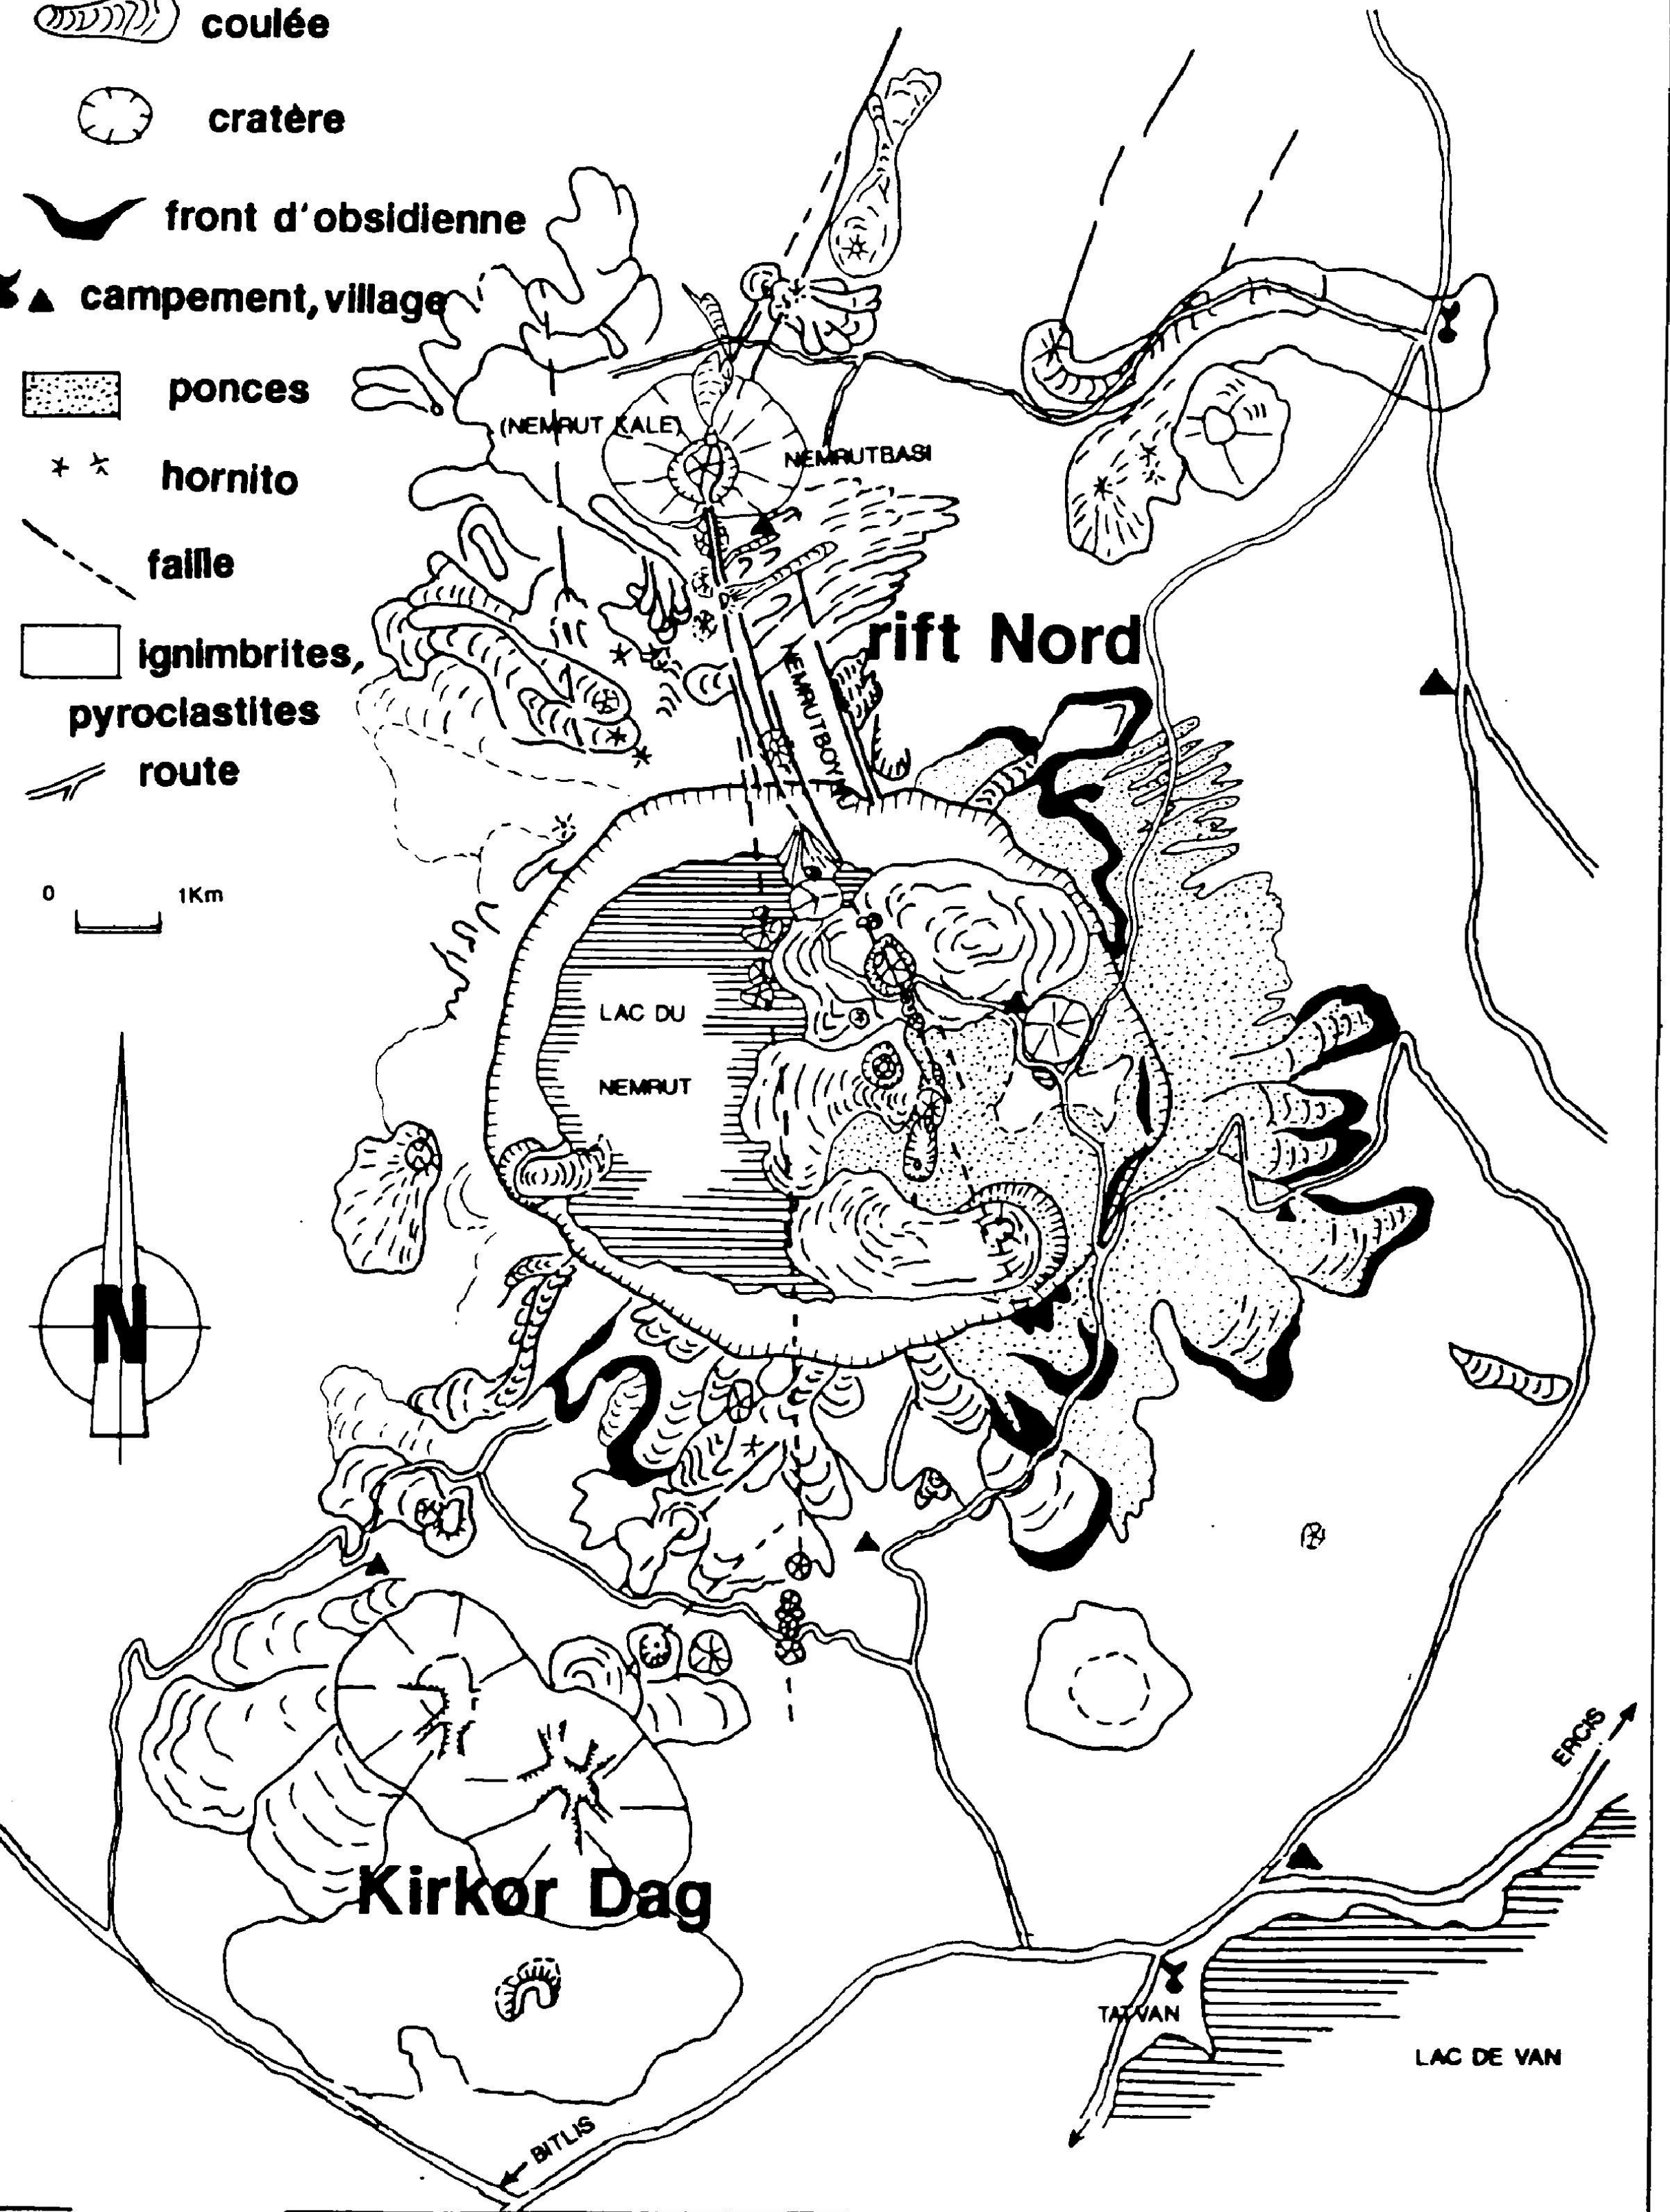 coulée
cratère
front d'obsidienne
campement, village
ponces
hornito
faille
ignimbrites,
pyroclastites
route
0 1Km
N
(NEMRUT KALE)
NEMRUTBASI
rift Nord
LAC DU
NEMRUT
Kirkor Dag
ERCIS
TATVAN
LAC DE VAN
BITLIS